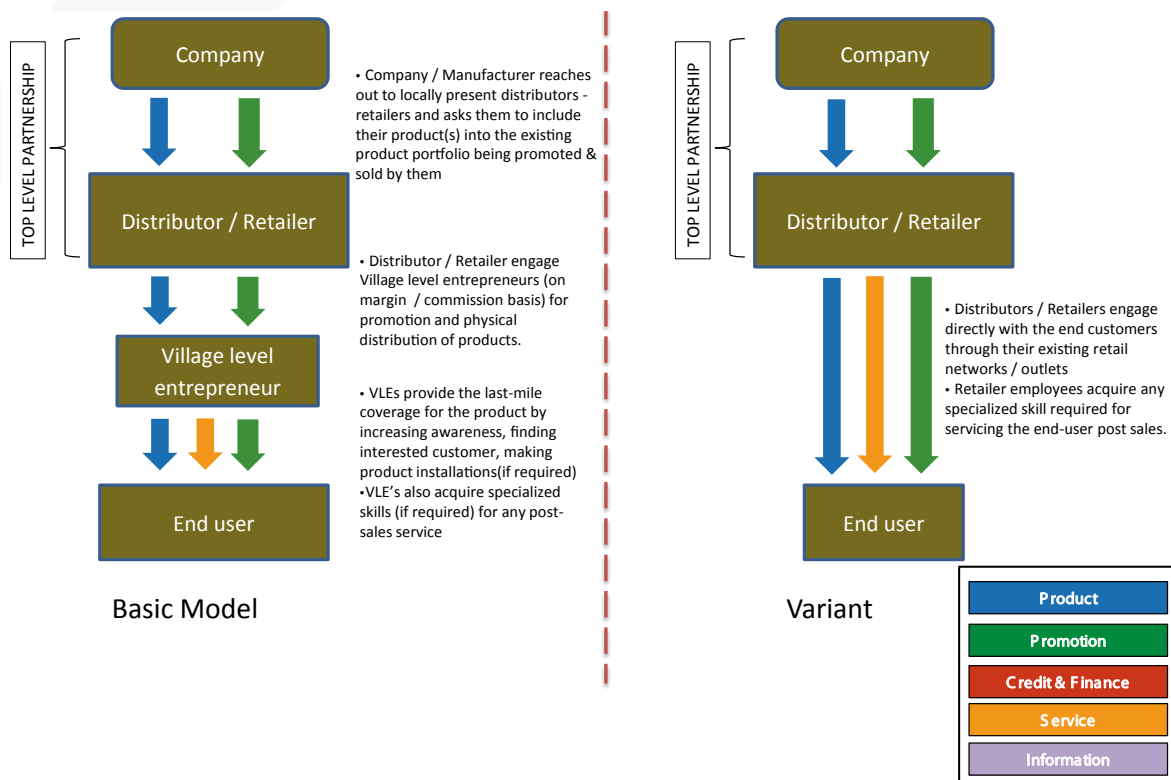 TOP LEVEL PARTNERSHIP
Company
• Company / Manufacturer reaches
out to locally present distributors -
retailers and asks them to include
their product(s) into the existing
product portfolio being promoted &
sold by them
Distributor / Retailer
• Distributor / Retailer engage
Village level entrepreneurs (on
margin / commission basis) for
promotion and physical
distribution of products.
Village level
entrepreneur
• VLEs provide the last-mile
coverage for the product by
increasing awareness, finding
interested customer, making
product installations(if required)
•VLE’s also acquire specialized
skills (if required) for any post-
sales service
End user
Basic Model
TOP LEVEL PARTNERSHIP
Company
Distributor / Retailer
• Distributors / Retailers engage
directly with the end customers
through their existing retail
networks / outlets
• Retailer employees acquire any
specialized skill required for
servicing the end-user post sales.
End user
Variant
Product
Promotion
Credit & Finance
Service
Information